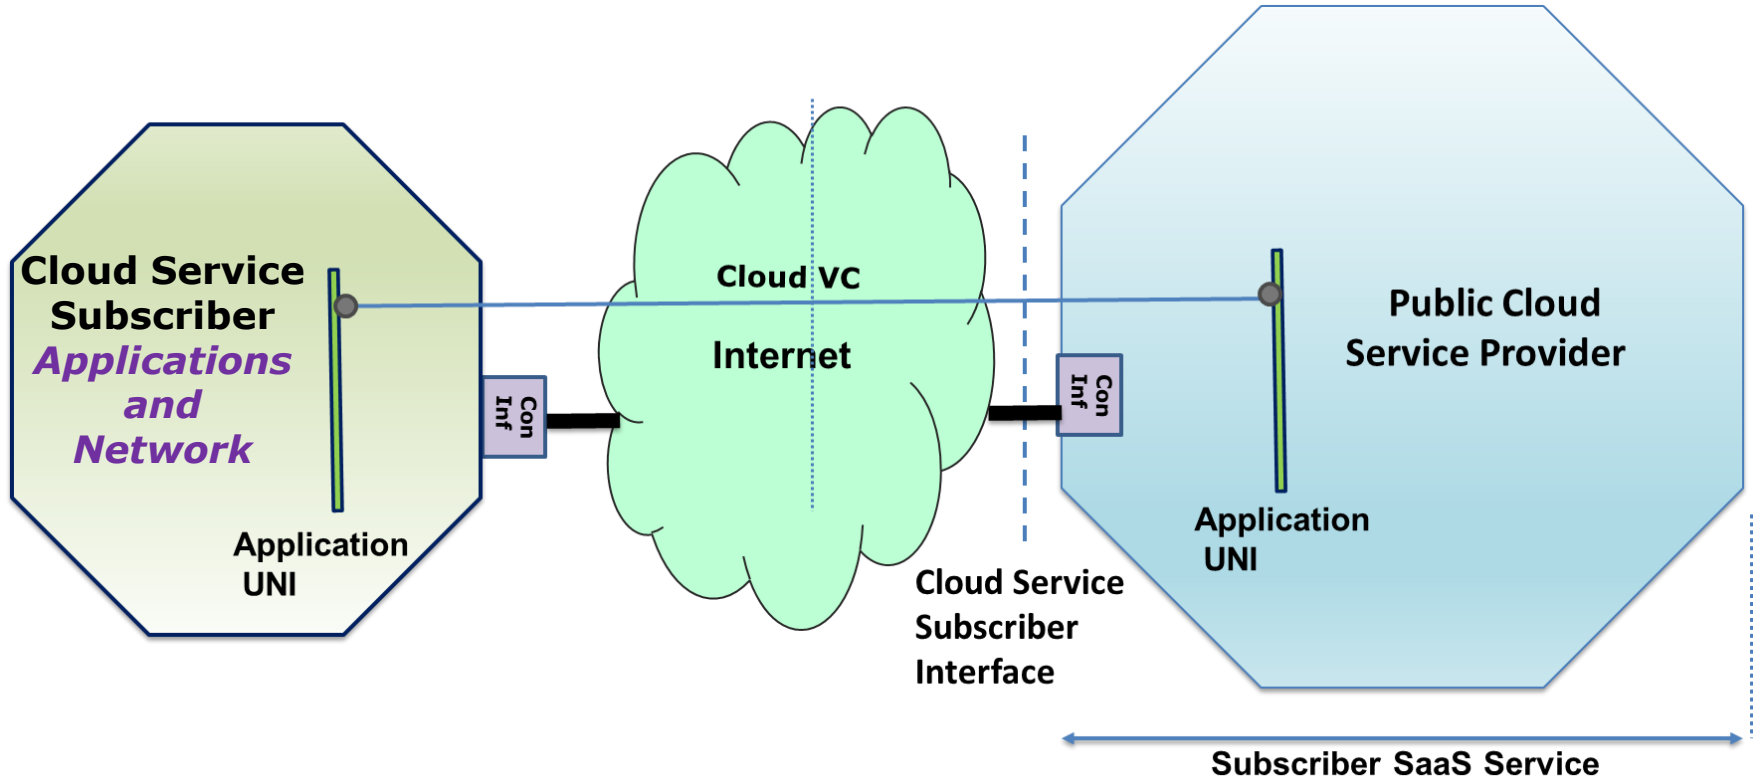 Cloud Service
Subscriber
Applications
and
Network
Application
UNI
Con
Inf
Cloud VC
Internet
Cloud Service
Subscriber
Interface
Con
Inf
Public Cloud
Service Provider
Application
UNI
Subscriber SaaS Service